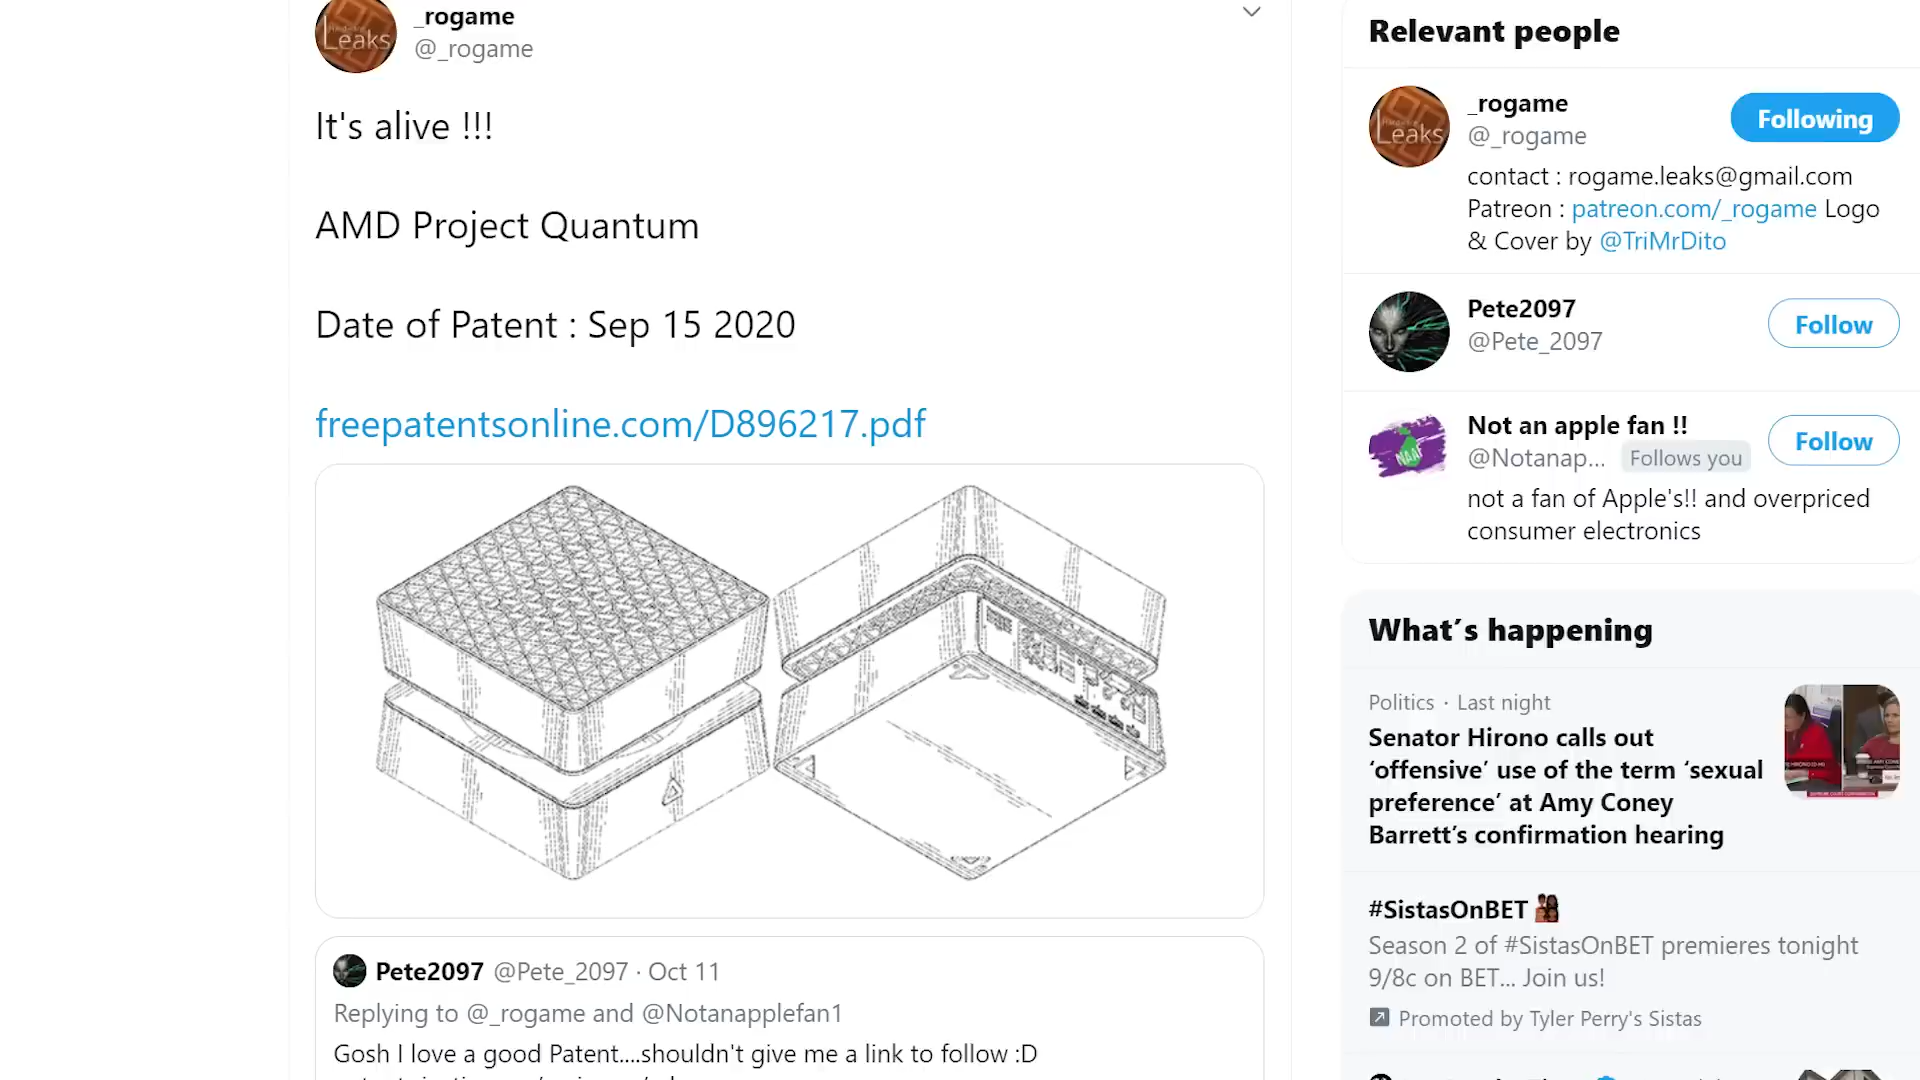 _rogame
@_rogame
It's alive !!!
AMD Project Quantum
Date of Patent : Sep 15 2020
freepatentsonline.com/D896217.pdf
Pete2097 @Pete_2097 · Oct 11
Replying to @_rogame and @Notanapplefan1
Gosh I love a good Patent....shouldn't give me a link to follow :D
Relevant people
_rogame
@_rogame
Following
contact : rogame.leaks@gmail.com
Patreon : patreon.com/_rogame Logo
& Cover by @TriMrDito
Pete2097
@Pete_2097
Follow
Not an apple fan !!
@Notanap... Follows you
Follow
not a fan of Apple's!! and overpriced
consumer electronics
What's happening
Politics · Last night
Senator Hirono calls out
‘offensive’ use of the term ‘sexual
preference’ at Amy Coney
Barrett’s confirmation hearing
#SistasOnBET
Season 2 of #SistasOnBET premieres tonight
9/8c on BET... Join us!
Promoted by Tyler Perry's Sistas
Leaks
Leaks
NAAF